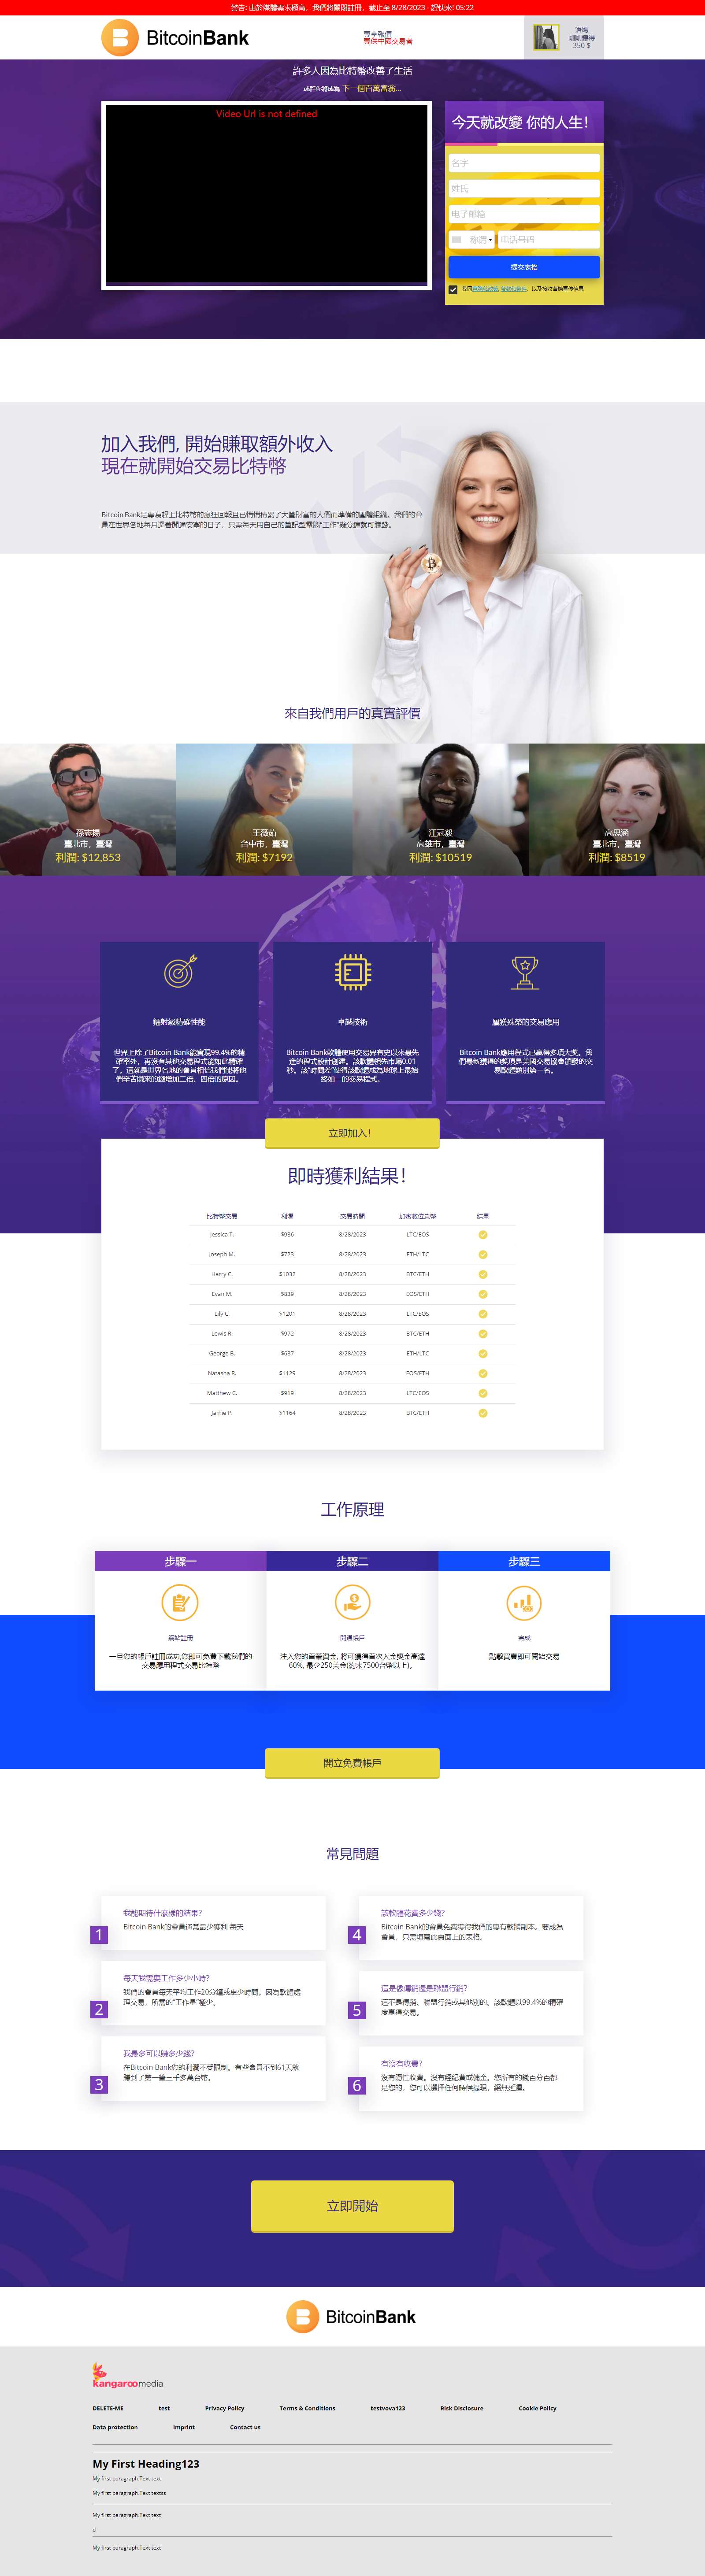 警告: 由於媒體需求極高，我們將關閉註冊，截止至 8/28/2023 - 趕快來! 05:22
BitcoinBank
專享報價
專供中國交易者
剛剛賺得
350 $
許多人因為比特幣改善了生活
或許你將成為 下一個百萬富翁...
Video Url is not defined
今天就改變 你的人生!
名字
姓氏
电子邮箱
电话号码
提交表格
加入我們, 開始賺取額外收入
現在就開始交易比特幣
Bitcoin Bank是專為趕上比特幣的瘋狂回報且已悄悄積累了大筆財富的人們而準備的團體組織。我們的會
員在世界各地每月過著閒適安寧的日子，只需每天用自己的筆記型電腦"工作"幾分鐘就可賺錢。
來自我們用戶的真實評價
孫志揚
臺北市，臺灣
利潤: $12,853
王薇茹
台中市，臺灣
利潤: $7192
江冠毅
高雄市，臺灣
利潤: $10519
高思涵
臺北市，臺灣
利潤: $8519
鐳射級精確性能
世界上除了Bitcoin Bank能實現99.4%的精
確率外，再沒有其他交易程式能如此精確
了。這就是世界各地的會員相信我們能將他
們辛苦賺來的錢增加三倍、四倍的原因。
卓越技術
Bitcoin Bank軟體使用交易界有史以來最先
進的程式設計創建。該軟體領先市場0.01
秒。該"時間差"使得該軟體成為地球上最始
終如一的交易程式。
屢獲殊榮的交易應用
Bitcoin Bank應用程式已贏得多項大獎。我
們最新獲得的獎項是美國交易協會頒發的交
易軟體類別第一名。
立即加入!
即時獲利結果!
比特幣交易 利潤 交易時間 加密數位貨幣 結果
Jessica T. $986 8/28/2023 LTC/EOS
Joseph M. $723 8/28/2023 ETH/LTC
Harry C. $1032 8/28/2023 BTC/ETH
Evan M. $839 8/28/2023 EOS/ETH
Lily C. $1201 8/28/2023 LTC/EOS
Lewis R. $972 8/28/2023 BTC/ETH
George B. $687 8/28/2023 ETH/LTC
Natasha R. $1129 8/28/2023 EOS/ETH
Matthew C. $919 8/28/2023 LTC/EOS
Jamie P. $1164 8/28/2023 BTC/ETH
工作原理
步驟一
網站註冊
一旦您的帳戶註冊成功,您即可免費下載我們的
交易應用程式交易比特幣
步驟二
開通帳戶
注入您的首筆資金, 將可獲得首次入金獎金高達
60%, 最少250美金(約末7500台幣以上)。
步驟三
完成
點擊買賣即可開始交易
開立免費帳戶
常見問題
1
我能期待什麼樣的結果?
Bitcoin Bank的會員通常最少獲利 每天
2
每天我需要工作多少小時?
我們的會員每天平均工作20分鐘或更少時間。因為軟體處
理交易，所需的"工作量"極少。
3
我最多可以賺多少錢?
在Bitcoin Bank您的利潤不受限制。有些會員不到61天就
賺到了第一筆三千多萬台幣。
4
該軟體花費多少錢?
Bitcoin Bank的會員免費獲得我們的專有軟體副本。要成為
會員，只需填寫此頁面上的表格。
5
這是像傳銷還是聯盟行銷?
這不是傳銷、聯盟行銷或其他別的。該軟體以99.4%的精確
度贏得交易。
6
有沒有收費?
沒有隱性收費。沒有經紀費或傭金。您所有的錢百分百都
是您的，您可以選擇任何時候提現，絕無延遲。
立即開始
BitcoinBank
kangaroomedia
DELETE-ME test Privacy Policy Terms & Conditions testvova123 Risk Disclosure Cookie Policy
Data protection Imprint Contact us
My First Heading123
My first paragraph.Text text
My first paragraph.Text textss
My first paragraph.Text text
d
My first paragraph.Text text